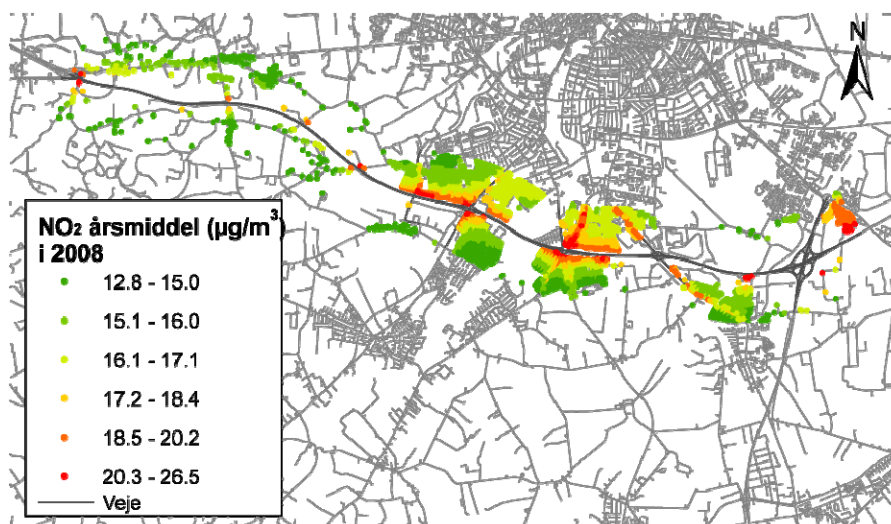 N
NO₂ årsmiddel (µg/m³)
i 2008
12.8 - 15.0
15.1 - 16.0
16.1 - 17.1
17.2 - 18.4
18.5 - 20.2
20.3 - 26.5
Veje